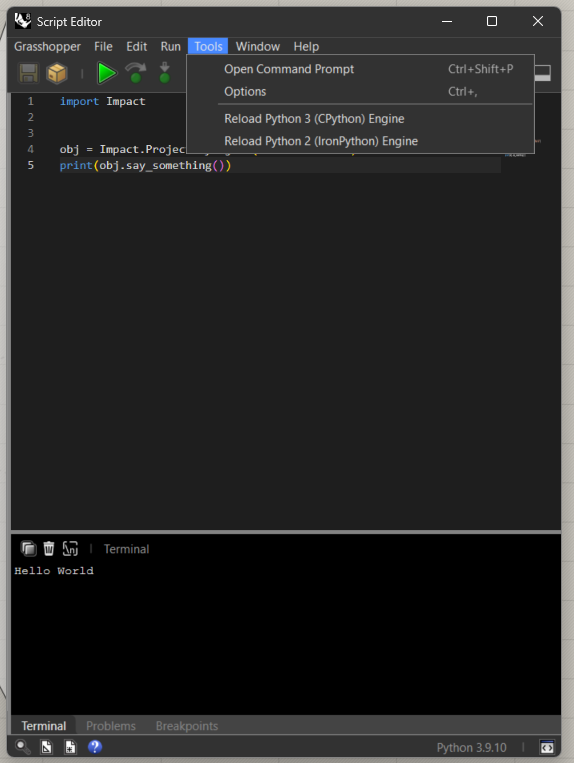 Script Editor
Grasshopper File Edit Run Tools Window Help
Open Command Prompt Ctrl+Shift+P
Options Ctrl+,
Reload Python 3 (CPython) Engine
Reload Python 2 (IronPython) Engine
1 import Impact
2
3
4 obj = Impact.Projec
5 print(obj.say_something())
Terminal
Hello World
Terminal Problems Breakpoints
Python 3.9.10